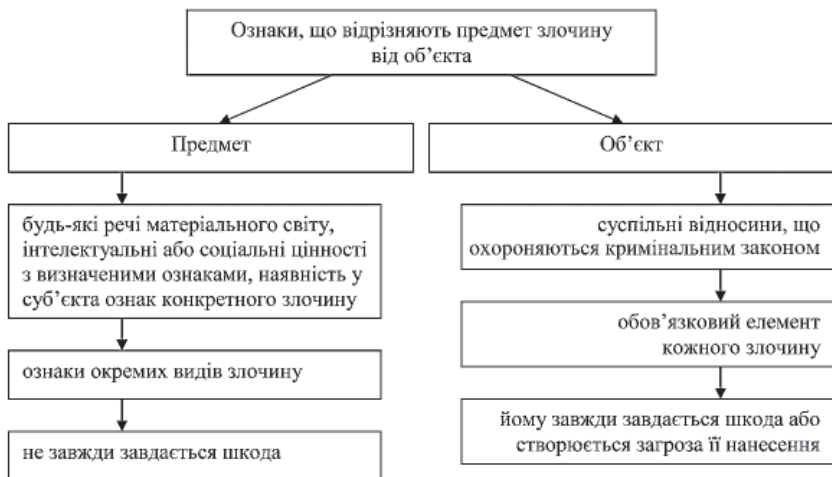 Ознаки, що відрізняють предмет злочину
від об’єкта
Предмет
Об’єкт
будь-які речі матеріального світу,
інтелектуальні або соціальні цінності
з визначеними ознаками, наявність у
суб’єкта ознак конкретного злочину
ознаки окремих видів злочину
не завжди завдається шкода
суспільні відносини, що
охороняються кримінальним законом
обов’язковий елемент
кожного злочину
йому завжди завдається шкода або
створюється загроза її нанесення